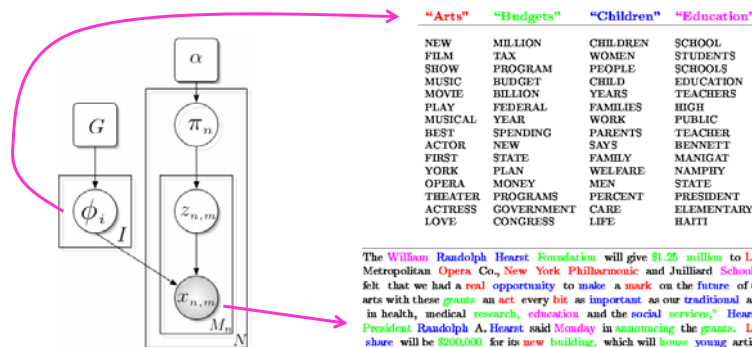 α
π_n
G
z_{n,m}
ϕ_i
I
x_{n,m}
M_n
N
“Arts” “Budgets” “Children” “Education”
NEW MILLION CHILDREN SCHOOL
FILM TAX WOMEN STUDENTS
SHOW PROGRAM PEOPLE SCHOOLS
MUSIC BUDGET CHILD EDUCATION
MOVIE BILLION YEARS TEACHERS
PLAY FEDERAL FAMILIES HIGH
MUSICAL YEAR WORK PUBLIC
BEST SPENDING PARENTS TEACHER
ACTOR NEW SAYS BENNETT
FIRST STATE FAMILY MANIGAT
YORK PLAN WELFARE NAMPHY
OPERA MONEY MEN STATE
THEATER PROGRAMS PERCENT PRESIDENT
ACTRESS GOVERNMENT CARE ELEMENTARY
LOVE CONGRESS LIFE HAITI
The William Randolph Hearst Foundation will give $1.25 million to
Metropolitan Opera Co., New York Philharmonic and Juilliard School
felt that we had a real opportunity to make a mark on the future of
arts with these grants an act every bit as important as our traditional
in health, medical research, education and the social services,”
President Randolph A. Hearst said Monday in announcing the grants.
share will be $200,000 for its new building, which will house young